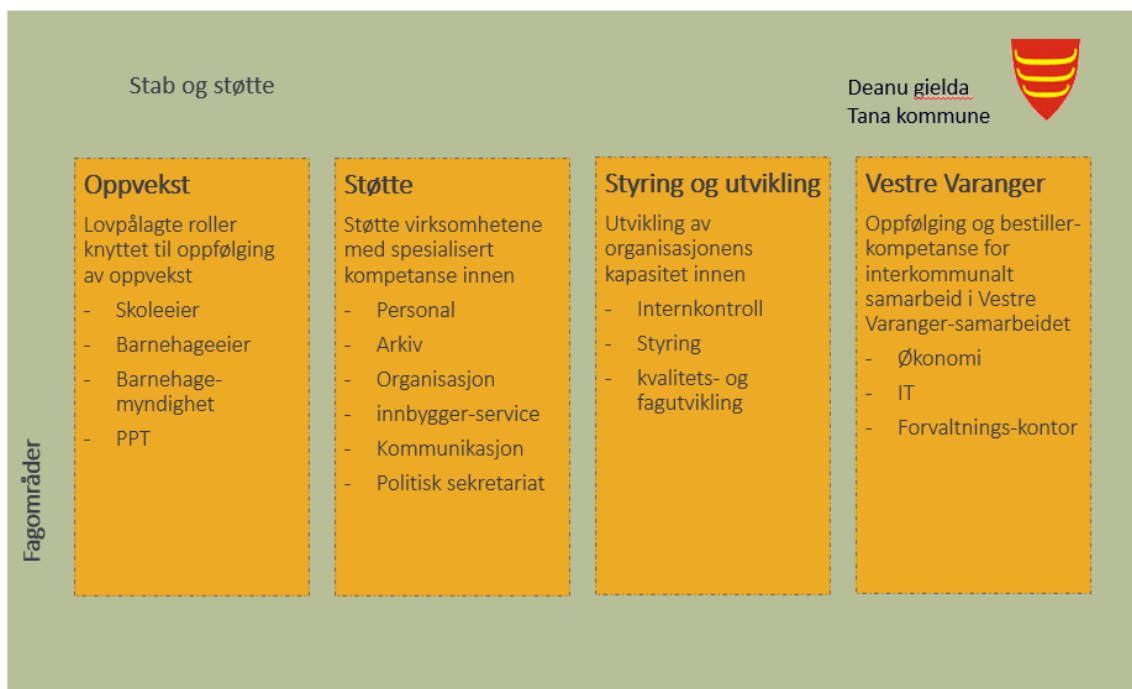 Stab og støtte
Deanu gielda
Tana kommune
Fagområder
Oppvekst
Lovpålagte roller
knyttet til oppfølging
av oppvekst
- Skoleeier
- Barnehageeier
- Barnehage-
myndighet
- PPT
Støtte
Støtte virksomhetene
med spesialisert
kompetanse innen
- Personal
- Arkiv
- Organisasjon
- innbygger-service
- Kommunikasjon
- Politisk sekretariat
Styring og utvikling
Utvikling av
organisasjonens
kapasitet innen
- Internkontroll
- Styring
- kvalitets- og
fagutvikling
Vestre Varanger
Oppfølging og bestiller-
kompetanse for
interkommunalt
samarbeid i Vestre
Varanger-samarbeidet
- Økonomi
- IT
- Forvaltnings-kontor